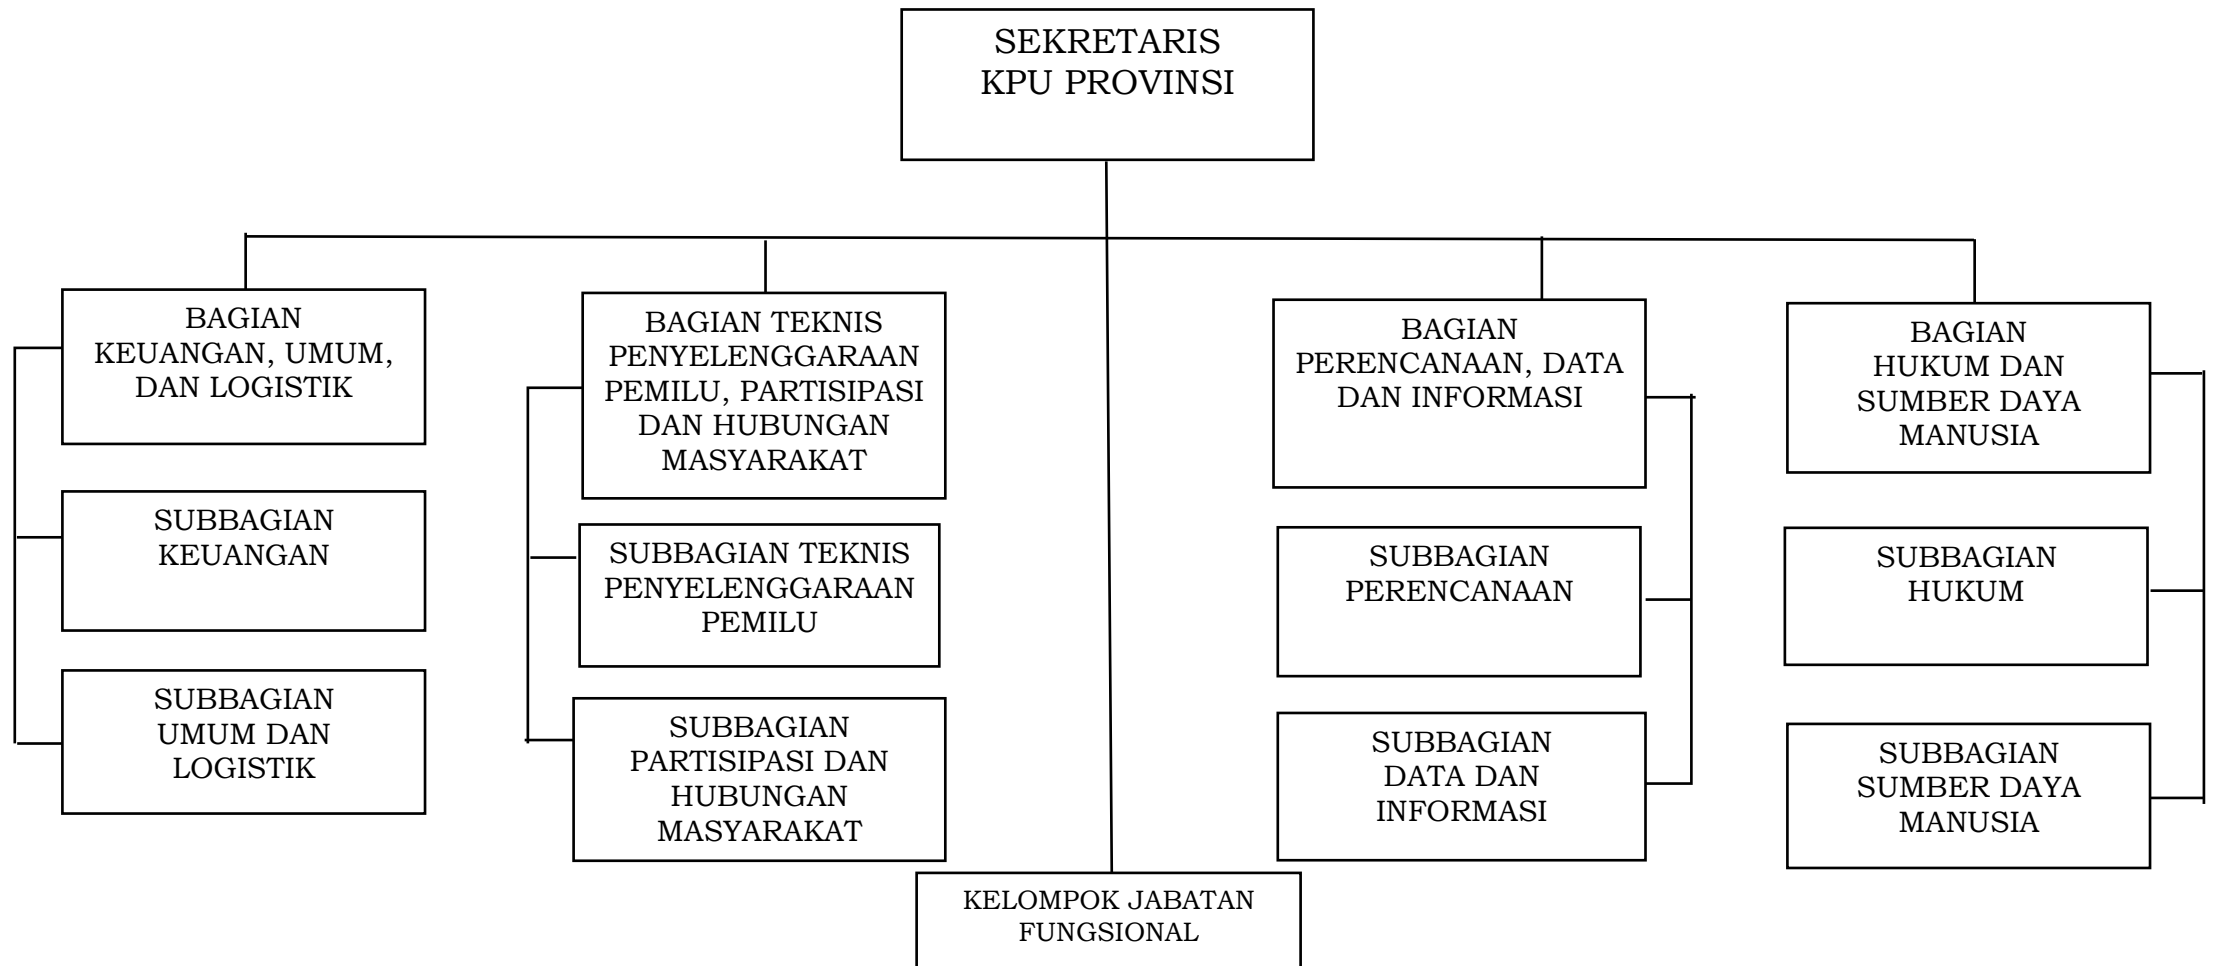 SEKRETARIS
KPU PROVINSI
BAGIAN
KEUANGAN, UMUM,
DAN LOGISTIK
SUBBAGIAN
KEUANGAN
SUBBAGIAN
UMUM DAN
LOGISTIK
BAGIAN TEKNIS
PENYELENGGARAAN
PEMILU, PARTISIPASI
DAN HUBUNGAN
MASYARAKAT
SUBBAGIAN TEKNIS
PENYELENGGARAAN
PEMILU
SUBBAGIAN
PARTISIPASI DAN
HUBUNGAN
MASYARAKAT
BAGIAN
PERENCANAAN, DATA
DAN INFORMASI
SUBBAGIAN
PERENCANAAN
SUBBAGIAN
DATA DAN
INFORMASI
BAGIAN
HUKUM DAN
SUMBER DAYA
MANUSIA
SUBBAGIAN
HUKUM
SUBBAGIAN
SUMBER DAYA
MANUSIA
KELOMPOK JABATAN
FUNGSIONAL